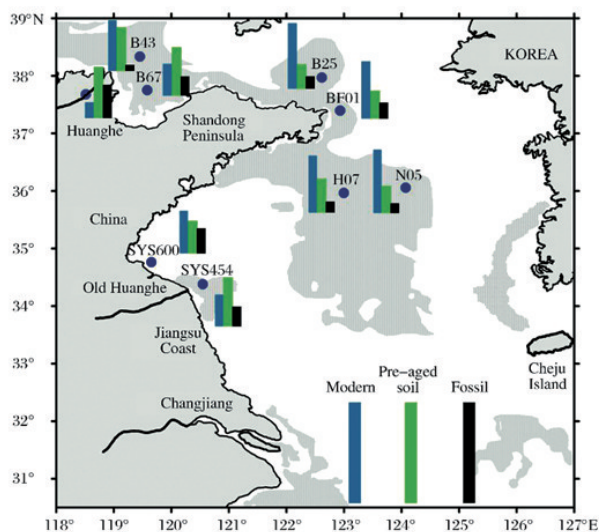 39°N
38°
37°
36°
35°
34°
33°
32°
31°
B43
B67
B25
BF01
KOREA
Huanghe
Shandong
Peninsula
H07
N05
China
SYS600
SYS454
Old Huanghe
Jiangsu
Coast
Cheju
Island
Changjiang
Modern
Pre-aged
soil
Fossil
118° 119° 120° 121° 122° 123° 124° 125° 126° 127°E